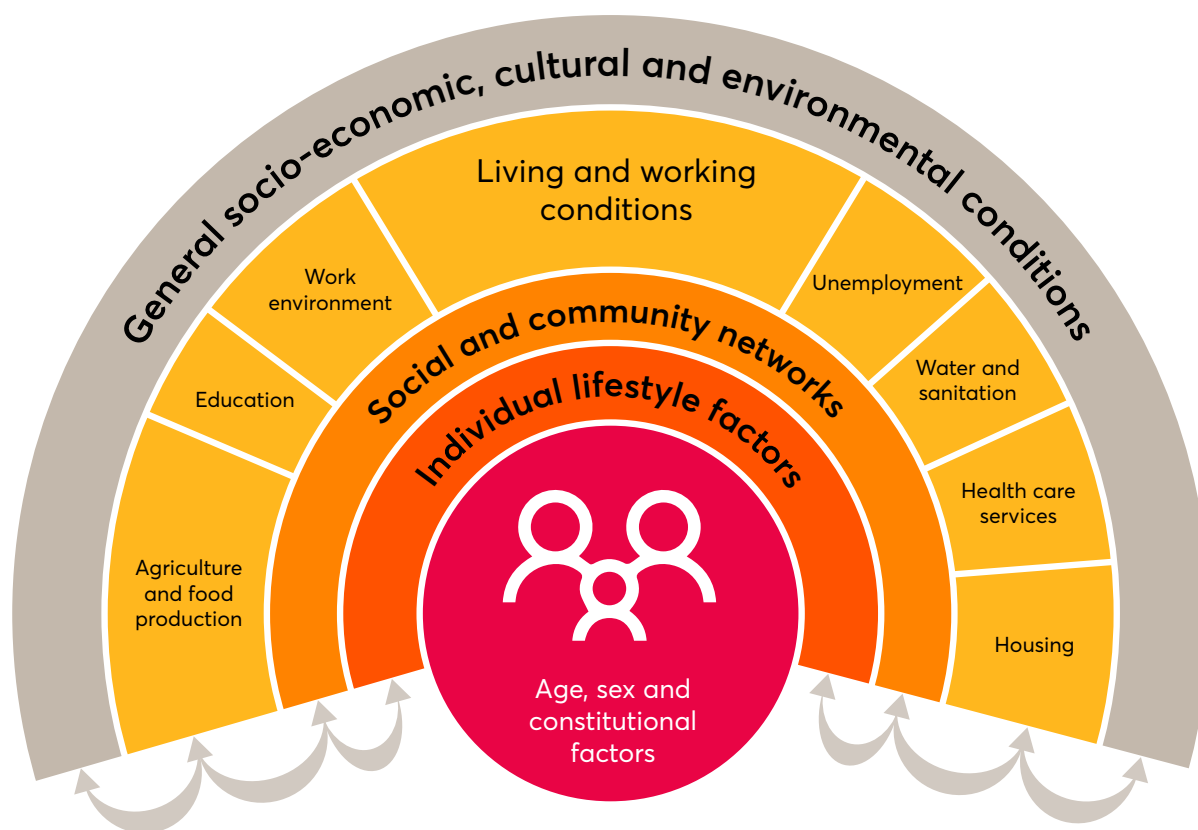 General socio-economic, cultural and environmental conditions
Living and working
conditions
Work
environment
Unemployment
Education
Water and
sanitation
Agriculture
and food
production
Health care
services
Housing
Social and community networks
Individual lifestyle factors
Age, sex and
constitutional
factors